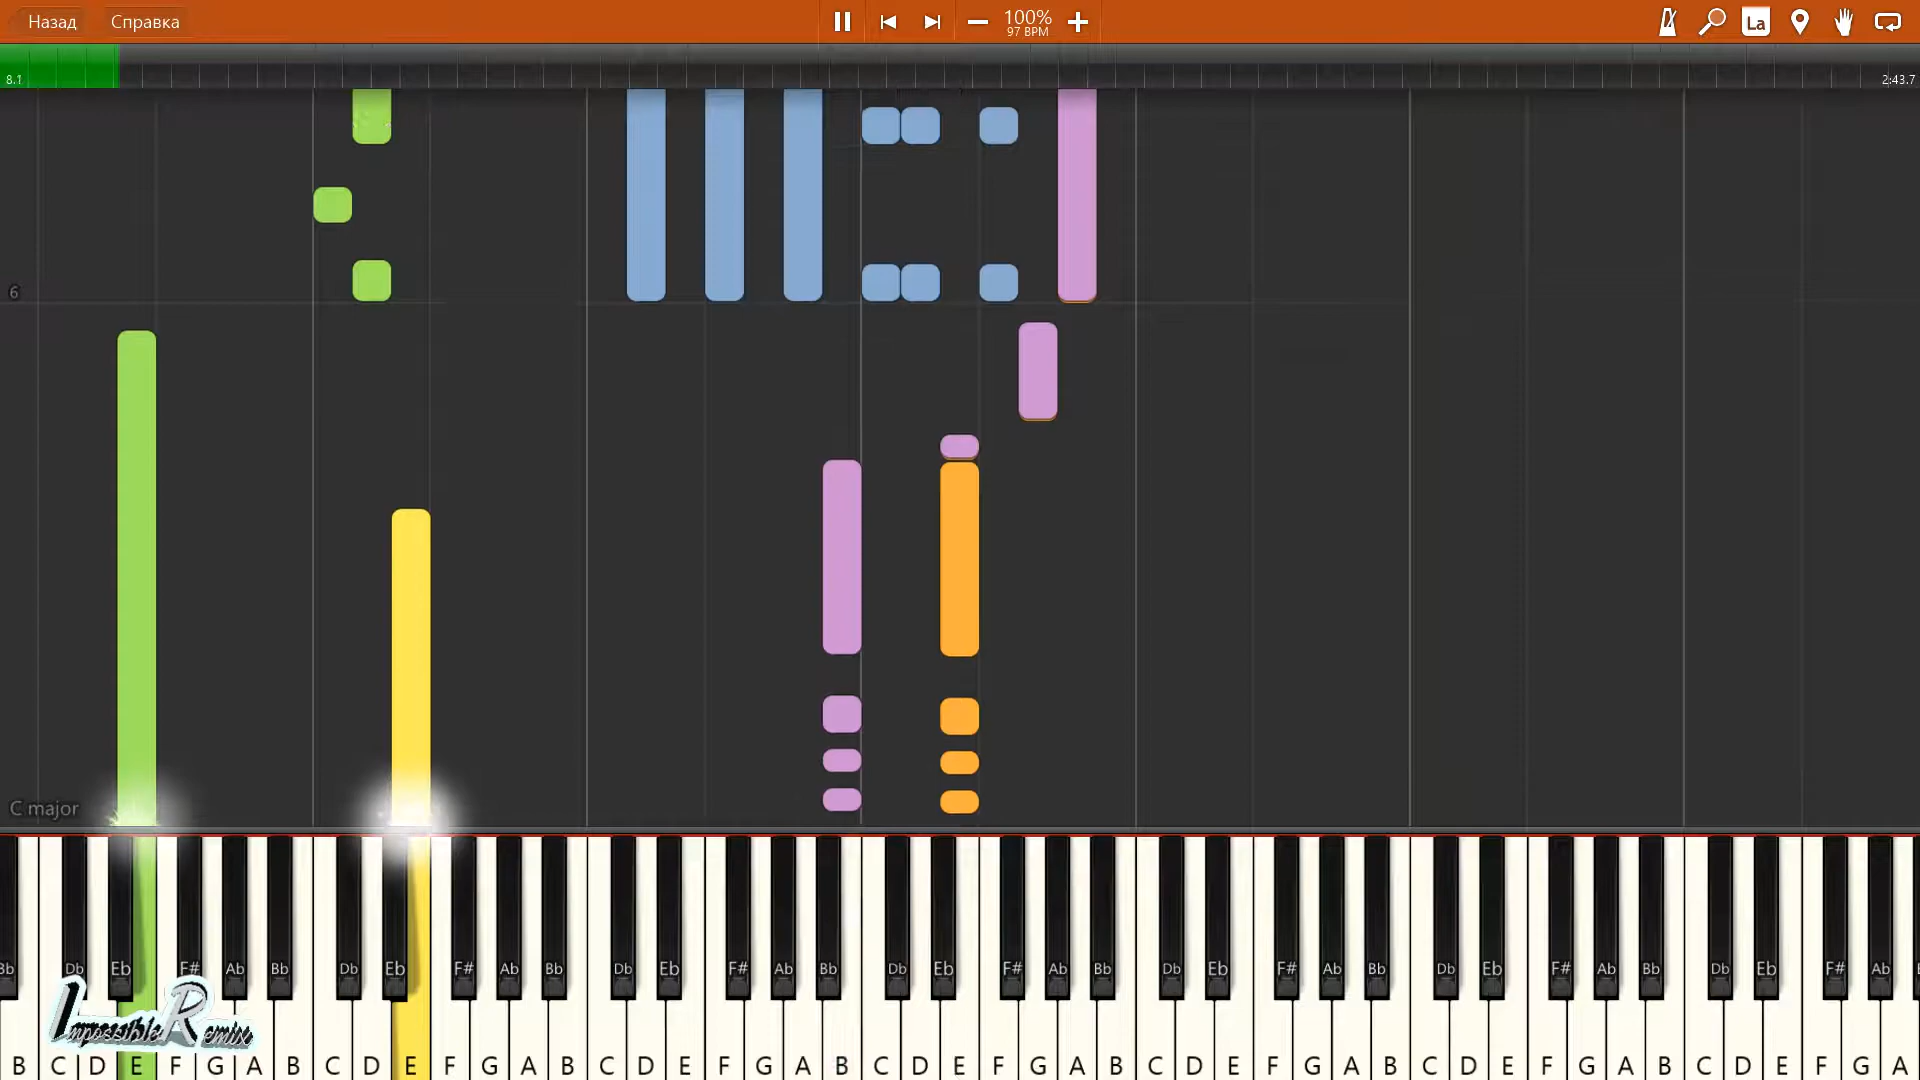 Назад Справка
100%
97 BPM
La
8.1 2:43.7
6
C major
Bb Db Eb F# Ab Bb Db Eb F# Ab Bb Db Eb F# Ab Bb Db Eb F# Ab Bb Db Eb F# Ab Bb Db Eb F# Ab Bb Db Eb F# Ab
Impossible Remix
B C D E F G A B C D E F G A B C D E F G A B C D E F G A B C D E F G A B C D E F G A B C D E F G A